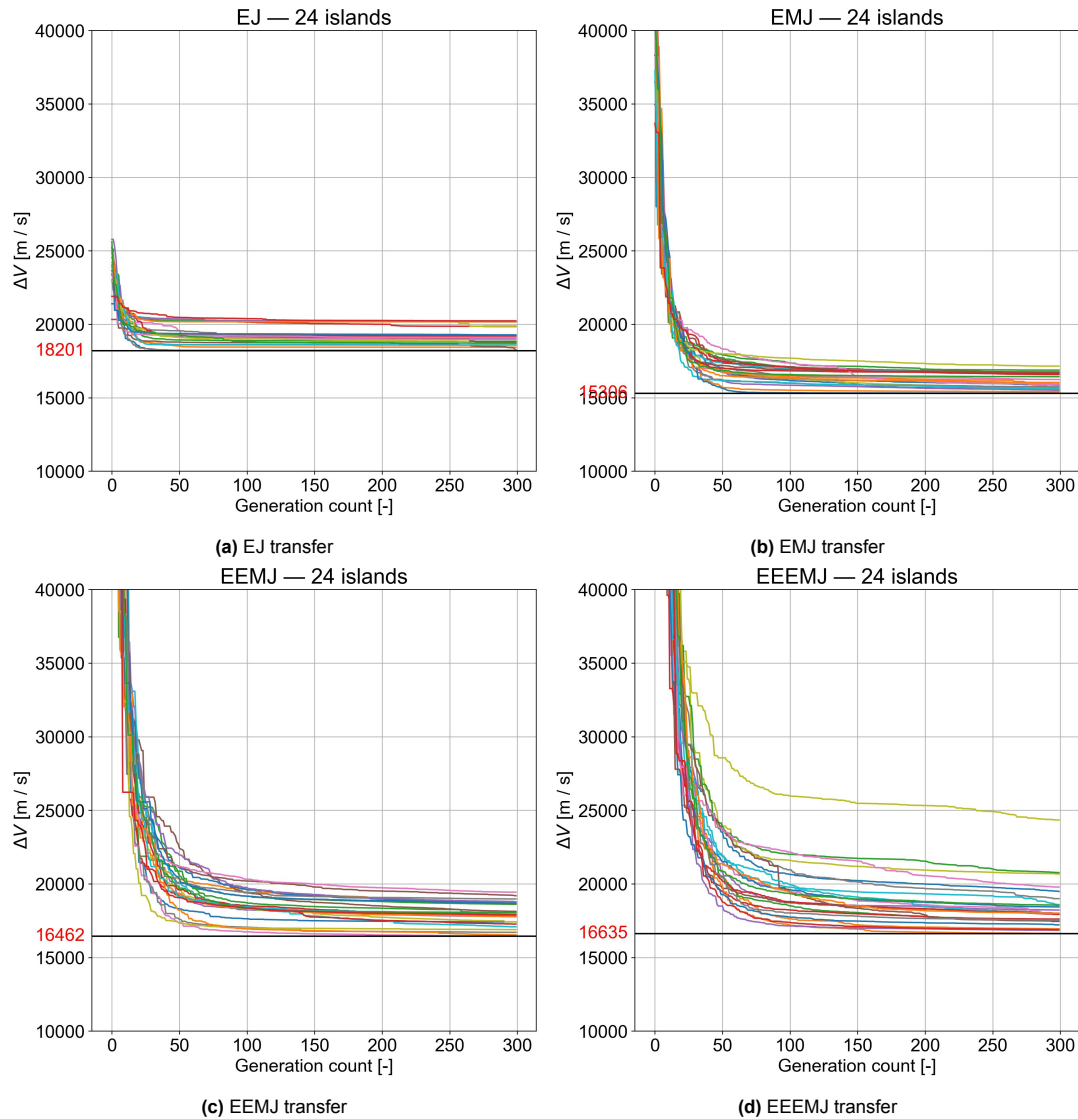 EJ — 24 islands
40000
35000
30000
25000
20000
18201
15000
10000
ΔV [m / s]
0 50 100 150 200 250 300
Generation count [-]
(a) EJ transfer
EMJ — 24 islands
40000
35000
30000
25000
20000
15306
15000
10000
ΔV [m / s]
0 50 100 150 200 250 300
Generation count [-]
(b) EMJ transfer
EEMJ — 24 islands
40000
35000
30000
25000
20000
16462
15000
10000
ΔV [m / s]
0 50 100 150 200 250 300
Generation count [-]
(c) EEMJ transfer
EEEMJ — 24 islands
40000
35000
30000
25000
20000
16635
15000
10000
ΔV [m / s]
0 50 100 150 200 250 300
Generation count [-]
(d) EEEMJ transfer